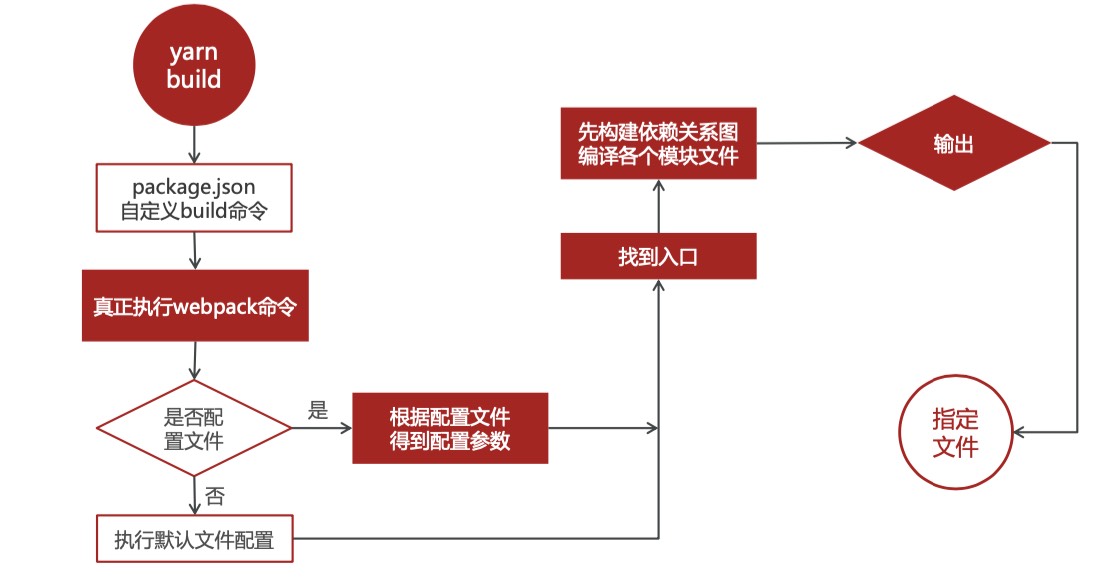 yarn
build
package.json
自定义build命令
真正执行webpack命令
是否配
置文件
是
根据配置文件
得到配置参数
否
执行默认文件配置
找到入口
先构建依赖关系图
编译各个模块文件
输出
指定
文件